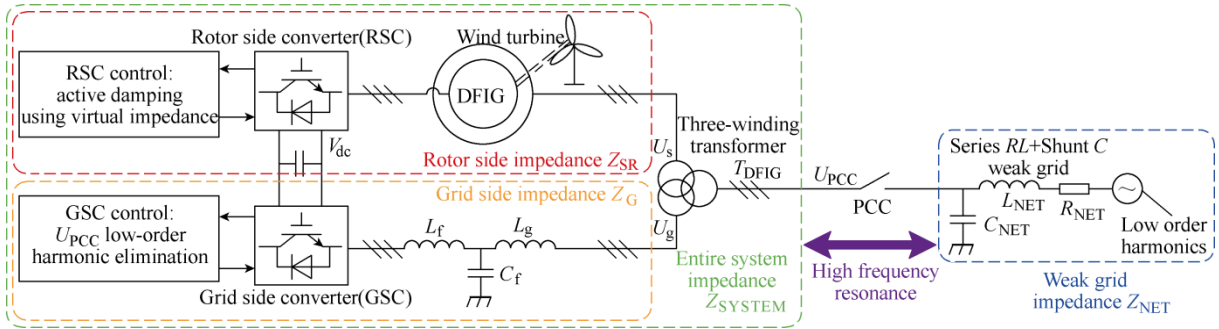 Rotor side converter(RSC)
Wind turbine
RSC control:
active damping
using virtual impedance
DFIG
V_dc
Rotor side impedance Z_SR
Grid side impedance Z_G
GSC control:
U_PCC low-order
harmonic elimination
L_f
L_g
C_f
Grid side converter(GSC)
U_s
U_g
Three-winding
transformer
T_DFIG
Entire system
impedance
Z_SYSTEM
U_PCC
PCC
High frequency
resonance
Series RL+Shunt C
weak grid
L_NET
R_NET
C_NET
Low order
harmonics
Weak grid
impedance Z_NET